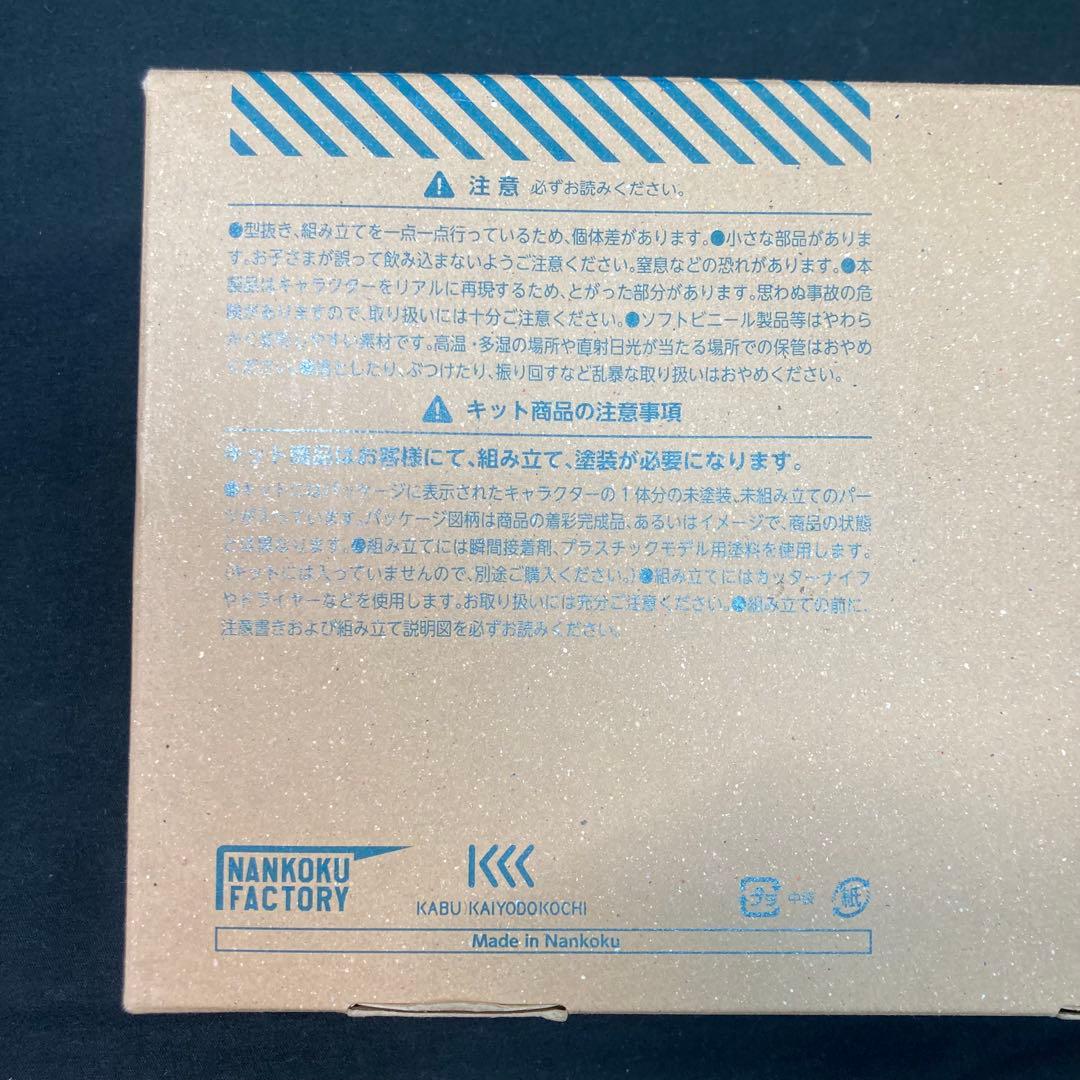 注意 必ずお読みください。
●型抜き、組み立てを一点一点行っているため、個体差があります。●小さな部品がありま
す。お子さまが誤って飲み込まないようご注意ください。窒息などの恐れがあります。●本
製品はキャラクターをリアルに再現するため、とがった部分があります。思わぬ事故の危
険がありますので、取り扱いには十分ご注意ください。●ソフトビニール製品等はやわら
しやすい素材です。高温・多湿の場所や直射日光が当たる場所での保管はおやめ
ください。●落としたり、ぶつけたり、振り回すなど乱暴な取り扱いはおやめください。
キット商品の注意事項
キット商品はお客様にて、組み立て、塗装が必要になります。
●キットにはパッケージに表示されたキャラクターの1体分の未塗装、未組み立てのパー
ツが入っています。パッケージ図柄は商品の着彩完成品、あるいはイメージで、商品の状態
とは異なります。●組み立てには瞬間接着剤、プラスチックモデル用塗料を使用します。
(キットには入っていませんので、別途ご購入ください。)●組み立てにはカッターナイフ
やドライヤーなどを使用します。お取り扱いには充分ご注意ください。●組み立ての前に、
注意書きおよび組み立て説明図を必ずお読みください。
NANKOKU
FACTORY
KABU KAIYODOKOCHI
プラ 中袋 紙
Made in Nankoku